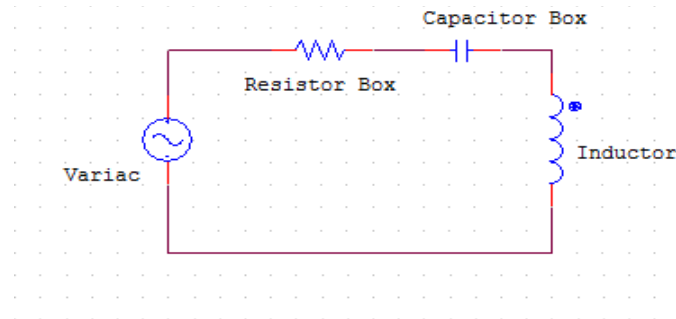 Capacitor Box
Resistor Box
Inductor
Variac